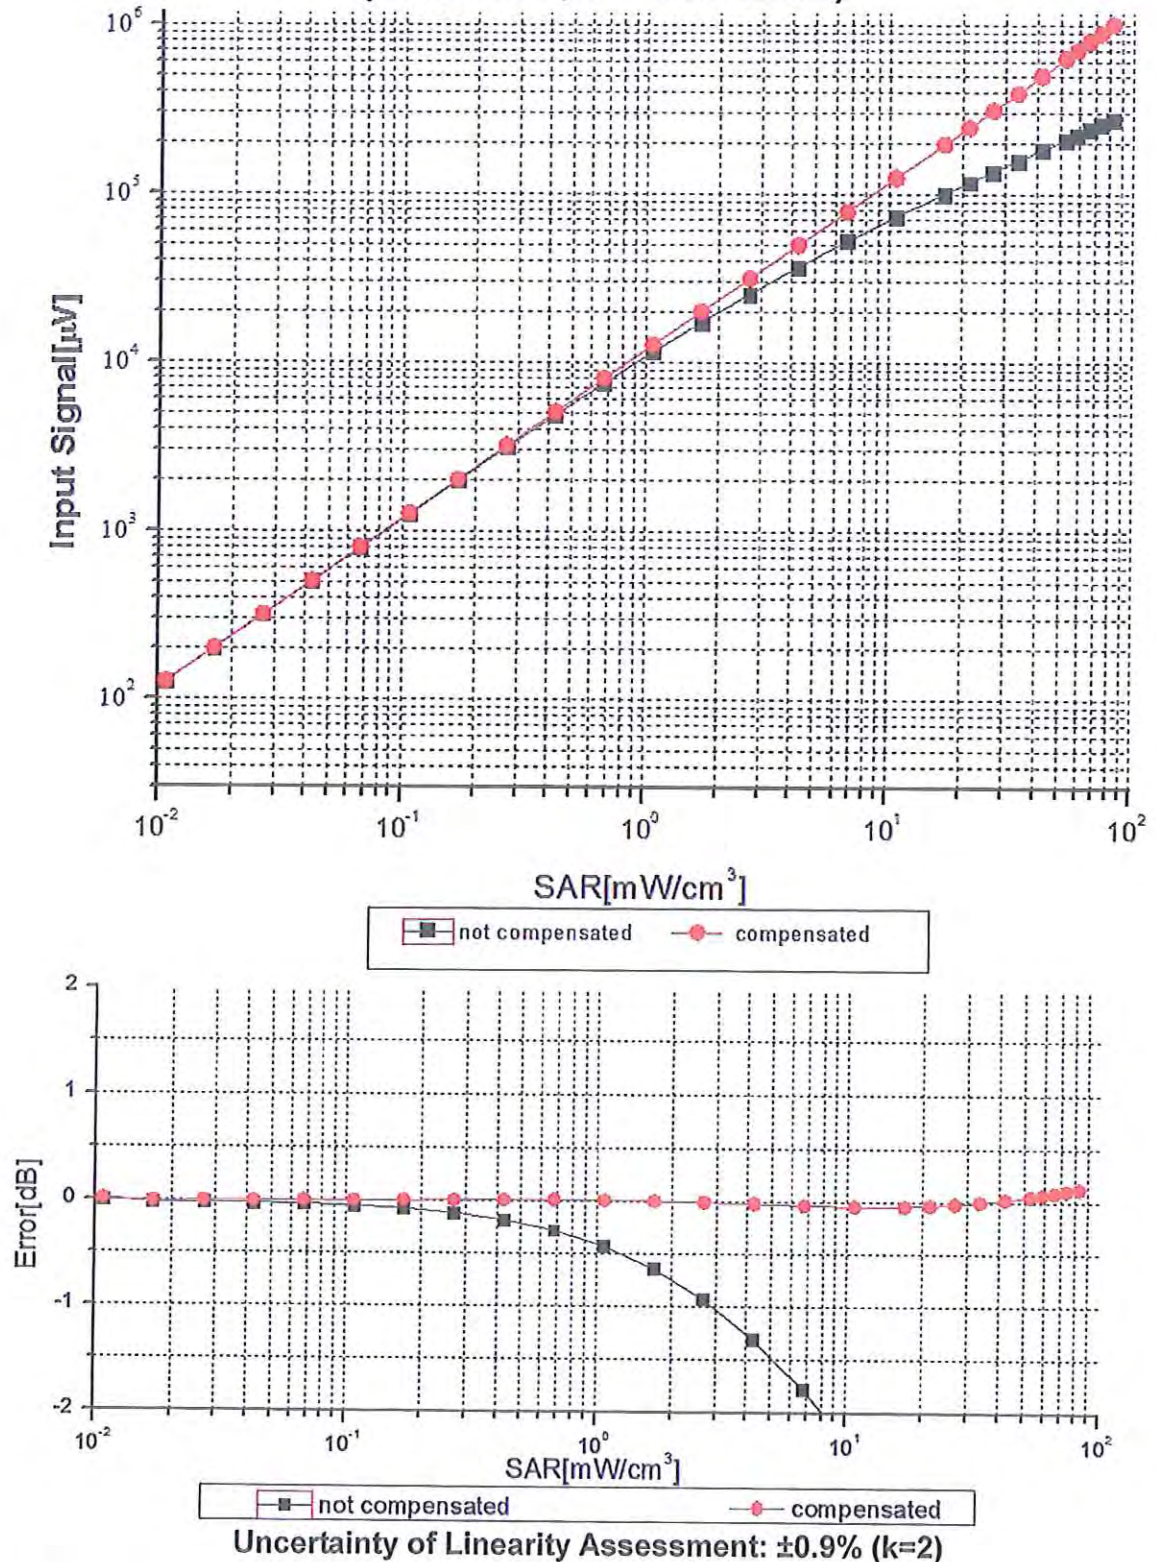 10⁶
10⁵
10⁴
10³
10²
Input Signal[µV]
10⁻² 10⁻¹ 10⁰ 10¹ 10²
SAR[mW/cm³]
not compensated compensated
2
1
0
-1
-2
Error[dB]
10⁻² 10⁻¹ 10⁰ 10¹ 10²
SAR[mW/cm³]
not compensated compensated
Uncertainty of Linearity Assessment: ±0.9% (k=2)